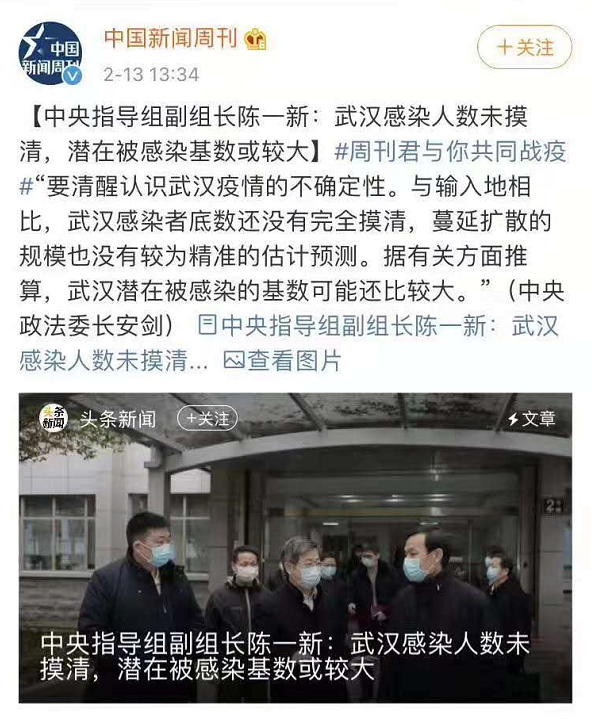 中国
新闻周刊
中国新闻周刊
+关注
2-13 13:34
【中央指导组副组长陈一新：武汉感染人数未摸
清，潜在被感染基数或较大】#周刊君与你共同战疫
#“要清醒认识武汉疫情的不确定性。与输入地相
比，武汉感染者底数还没有完全摸清，蔓延扩散的
规模也没有较为精准的估计预测。据有关方面推
算，武汉潜在被感染的基数可能还比较大。”（中央
政法委长安剑） 中央指导组副组长陈一新：武汉
感染人数未摸清... 查看图片
头条
新闻
头条新闻
+关注
文章
2
中央指导组副组长陈一新：武汉感染人数未
摸清，潜在被感染基数或较大